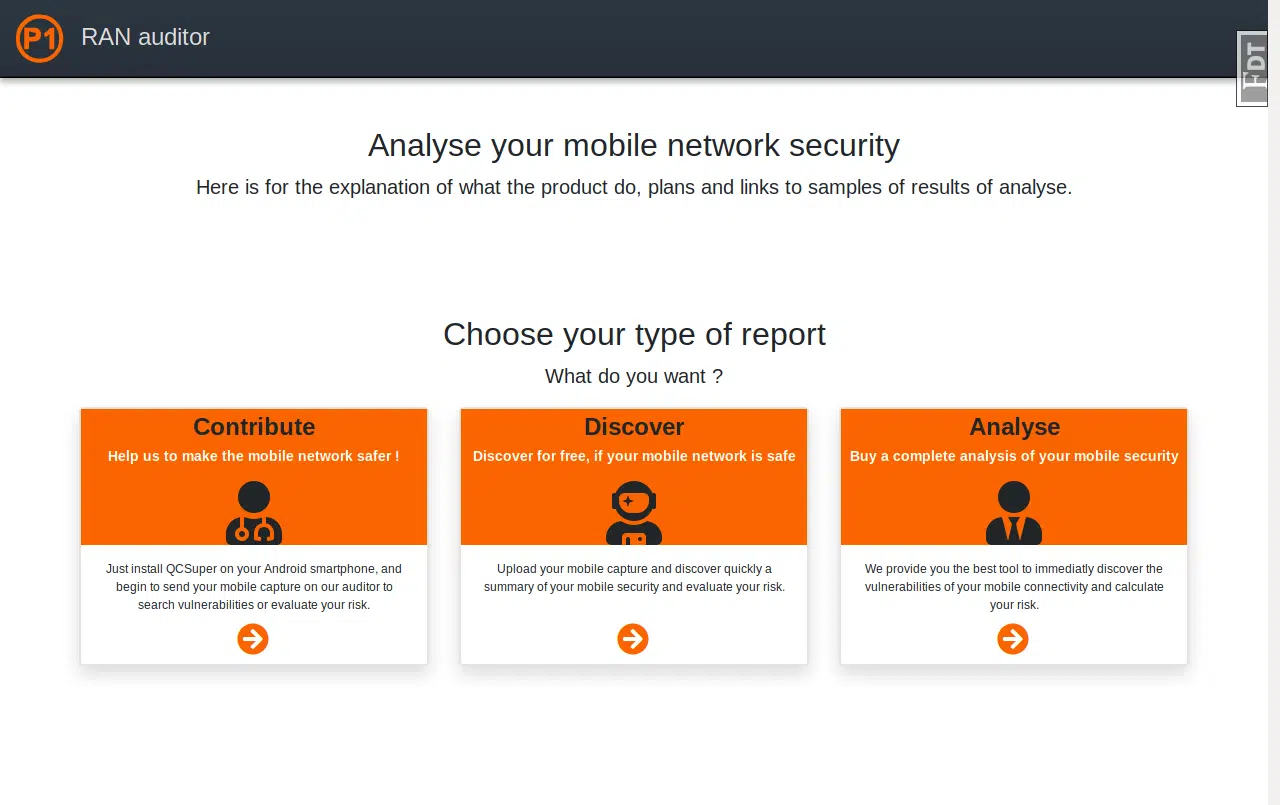 P1 RAN auditor
FDT
Analyse your mobile network security
Here is for the explanation of what the product do, plans and links to samples of results of analyse.
Choose your type of report
What do you want ?
Contribute
Help us to make the mobile network safer !
Just install QCSuper on your Android smartphone, and
begin to send your mobile capture on our auditor to
search vulnerabilities or evaluate your risk.
Discover
Discover for free, if your mobile network is safe
Upload your mobile capture and discover quickly a
summary of your mobile security and evaluate your risk.
Analyse
Buy a complete analysis of your mobile security
We provide you the best tool to immediatly discover the
vulnerabilities of your mobile connectivity and calculate
your risk.